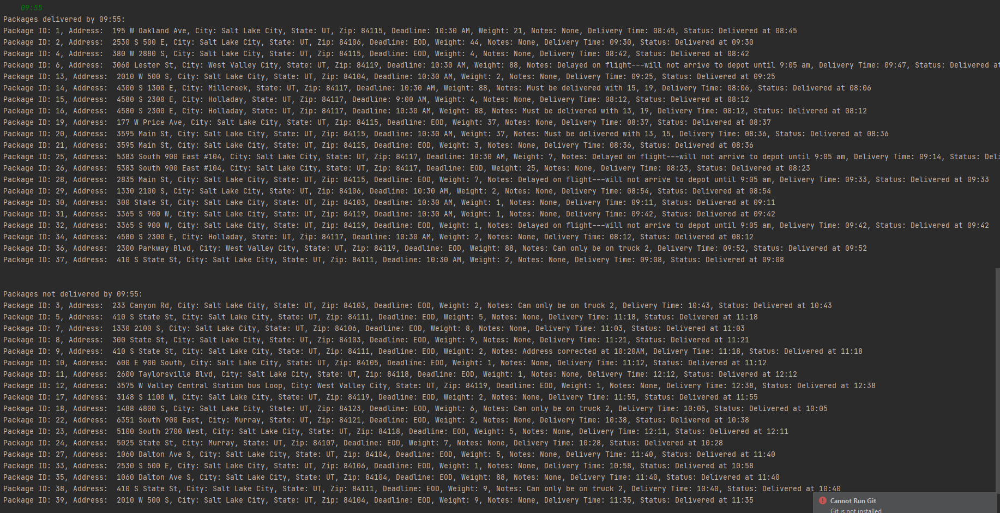 09:55
Packages delivered by 09:55:
Package ID: 1, Address:  195 W Oakland Ave, City: Salt Lake City, State: UT, Zip: 84115, Deadline: 10:30 AM, Weight: 21, Notes: None, Delivery Time: 08:45, Status: Delivered at 08:45
Package ID: 2, Address:  2530 S 500 E, City: Salt Lake City, State: UT, Zip: 84106, Deadline: EOD, Weight: 44, Notes: None, Delivery Time: 09:30, Status: Delivered at 09:30
Package ID: 4, Address:  380 W 2880 S, City: Salt Lake City, State: UT, Zip: 84115, Deadline: EOD, Weight: 4, Notes: None, Delivery Time: 08:42, Status: Delivered at 08:42
Package ID: 6, Address:  3060 Lester St, City: West Valley City, State: UT, Zip: 84119, Deadline: 10:30 AM, Weight: 88, Notes: Delayed on flight---will not arrive to depot until 9:05 am, Delivery Time: 09:47, Status: Delivered at
Package ID: 13, Address:  2010 W 500 S, City: Salt Lake City, State: UT, Zip: 84104, Deadline: 10:30 AM, Weight: 2, Notes: None, Delivery Time: 09:25, Status: Delivered at 09:25
Package ID: 14, Address:  4300 S 1300 E, City: Millcreek, State: UT, Zip: 84117, Deadline: 10:30 AM, Weight: 88, Notes: Must be delivered with 15, 19, Delivery Time: 08:06, Status: Delivered at 08:06
Package ID: 15, Address:  4580 S 2300 E, City: Holladay, State: UT, Zip: 84117, Deadline: 9:00 AM, Weight: 4, Notes: None, Delivery Time: 08:12, Status: Delivered at 08:12
Package ID: 16, Address:  4580 S 2300 E, City: Holladay, State: UT, Zip: 84117, Deadline: 10:30 AM, Weight: 88, Notes: Must be delivered with 13, 19, Delivery Time: 08:12, Status: Delivered at 08:12
Package ID: 19, Address:  177 W Price Ave, City: Salt Lake City, State: UT, Zip: 84115, Deadline: EOD, Weight: 37, Notes: None, Delivery Time: 08:37, Status: Delivered at 08:37
Package ID: 20, Address:  3595 Main St, City: Salt Lake City, State: UT, Zip: 84115, Deadline: 10:30 AM, Weight: 37, Notes: Must be delivered with 13, 15, Delivery Time: 08:36, Status: Delivered at 08:36
Package ID: 21, Address:  3595 Main St, City: Salt Lake City, State: UT, Zip: 84115, Deadline: EOD, Weight: 3, Notes: None, Delivery Time: 08:36, Status: Delivered at 08:36
Package ID: 25, Address:  5383 South 900 East #104, City: Salt Lake City, State: UT, Zip: 84117, Deadline: 10:30 AM, Weight: 7, Notes: Delayed on flight---will not arrive to depot until 9:05 am, Delivery Time: 09:14, Status: Deli
Package ID: 26, Address:  5383 South 900 East #104, City: Salt Lake City, State: UT, Zip: 84117, Deadline: EOD, Weight: 25, Notes: None, Delivery Time: 08:23, Status: Delivered at 08:23
Package ID: 28, Address:  2835 Main St, City: Salt Lake City, State: UT, Zip: 84115, Deadline: EOD, Weight: 7, Notes: Delayed on flight---will not arrive to depot until 9:05 am, Delivery Time: 09:33, Status: Delivered at 09:33
Package ID: 29, Address:  1330 2100 S, City: Salt Lake City, State: UT, Zip: 84106, Deadline: 10:30 AM, Weight: 2, Notes: None, Delivery Time: 08:54, Status: Delivered at 08:54
Package ID: 30, Address:  300 State St, City: Salt Lake City, State: UT, Zip: 84103, Deadline: 10:30 AM, Weight: 1, Notes: None, Delivery Time: 09:11, Status: Delivered at 09:11
Package ID: 31, Address:  3365 S 900 W, City: Salt Lake City, State: UT, Zip: 84119, Deadline: 10:30 AM, Weight: 1, Notes: None, Delivery Time: 09:42, Status: Delivered at 09:42
Package ID: 32, Address:  3365 S 900 W, City: Salt Lake City, State: UT, Zip: 84119, Deadline: EOD, Weight: 1, Notes: Delayed on flight---will not arrive to depot until 9:05 am, Delivery Time: 09:42, Status: Delivered at 09:42
Package ID: 34, Address:  4580 S 2300 E, City: Holladay, State: UT, Zip: 84117, Deadline: 10:30 AM, Weight: 2, Notes: None, Delivery Time: 08:12, Status: Delivered at 08:12
Package ID: 36, Address:  2300 Parkway Blvd, City: West Valley City, State: UT, Zip: 84119, Deadline: EOD, Weight: 88, Notes: Can only be on truck 2, Delivery Time: 09:52, Status: Delivered at 09:52
Package ID: 37, Address:  410 S State St, City: Salt Lake City, State: UT, Zip: 84111, Deadline: 10:30 AM, Weight: 2, Notes: None, Delivery Time: 09:08, Status: Delivered at 09:08
Packages not delivered by 09:55:
Package ID: 3, Address:  233 Canyon Rd, City: Salt Lake City, State: UT, Zip: 84103, Deadline: EOD, Weight: 2, Notes: Can only be on truck 2, Delivery Time: 10:43, Status: Delivered at 10:43
Package ID: 5, Address:  410 S State St, City: Salt Lake City, State: UT, Zip: 84111, Deadline: EOD, Weight: 5, Notes: None, Delivery Time: 11:18, Status: Delivered at 11:18
Package ID: 7, Address:  1330 2100 S, City: Salt Lake City, State: UT, Zip: 84106, Deadline: EOD, Weight: 8, Notes: None, Delivery Time: 11:03, Status: Delivered at 11:03
Package ID: 8, Address:  300 State St, City: Salt Lake City, State: UT, Zip: 84103, Deadline: EOD, Weight: 9, Notes: None, Delivery Time: 11:21, Status: Delivered at 11:21
Package ID: 9, Address:  410 S State St, City: Salt Lake City, State: UT, Zip: 84111, Deadline: EOD, Weight: 2, Notes: Address corrected at 10:20AM, Delivery Time: 11:18, Status: Delivered at 11:18
Package ID: 10, Address:  600 E 900 South, City: Salt Lake City, State: UT, Zip: 84105, Deadline: EOD, Weight: 1, Notes: None, Delivery Time: 11:12, Status: Delivered at 11:12
Package ID: 11, Address:  2600 Taylorsville Blvd, City: Salt Lake City, State: UT, Zip: 84118, Deadline: EOD, Weight: 1, Notes: None, Delivery Time: 12:12, Status: Delivered at 12:12
Package ID: 12, Address:  3575 W Valley Central Station bus Loop, City: West Valley City, State: UT, Zip: 84119, Deadline: EOD, Weight: 1, Notes: None, Delivery Time: 12:38, Status: Delivered at 12:38
Package ID: 17, Address:  3148 S 1100 W, City: Salt Lake City, State: UT, Zip: 84119, Deadline: EOD, Weight: 2, Notes: None, Delivery Time: 11:55, Status: Delivered at 11:55
Package ID: 18, Address:  1488 4800 S, City: Salt Lake City, State: UT, Zip: 84123, Deadline: EOD, Weight: 6, Notes: Can only be on truck 2, Delivery Time: 10:05, Status: Delivered at 10:05
Package ID: 22, Address:  6351 South 900 East, City: Murray, State: UT, Zip: 84121, Deadline: EOD, Weight: 2, Notes: None, Delivery Time: 10:38, Status: Delivered at 10:38
Package ID: 23, Address:  5100 South 2700 West, City: Salt Lake City, State: UT, Zip: 84118, Deadline: EOD, Weight: 5, Notes: None, Delivery Time: 12:11, Status: Delivered at 12:11
Package ID: 24, Address:  5025 State St, City: Murray, State: UT, Zip: 84107, Deadline: EOD, Weight: 7, Notes: None, Delivery Time: 10:28, Status: Delivered at 10:28
Package ID: 27, Address:  1060 Dalton Ave S, City: Salt Lake City, State: UT, Zip: 84104, Deadline: EOD, Weight: 5, Notes: None, Delivery Time: 11:40, Status: Delivered at 11:40
Package ID: 33, Address:  2530 S 500 E, City: Salt Lake City, State: UT, Zip: 84106, Deadline: EOD, Weight: 1, Notes: None, Delivery Time: 10:58, Status: Delivered at 10:58
Package ID: 35, Address:  1060 Dalton Ave S, City: Salt Lake City, State: UT, Zip: 84104, Deadline: EOD, Weight: 88, Notes: None, Delivery Time: 11:40, Status: Delivered at 11:40
Package ID: 38, Address:  410 S State St, City: Salt Lake City, State: UT, Zip: 84111, Deadline: EOD, Weight: 9, Notes: Can only be on truck 2, Delivery Time: 10:40, Status: Delivered at 10:40
Package ID: 39, Address:  2010 W 500 S, City: Salt Lake City, State: UT, Zip: 84104, Deadline: EOD, Weight: 9, Notes: None, Delivery Time: 11:35, Status: Delivered at 11:35
Cannot Run Git
Git is not installed